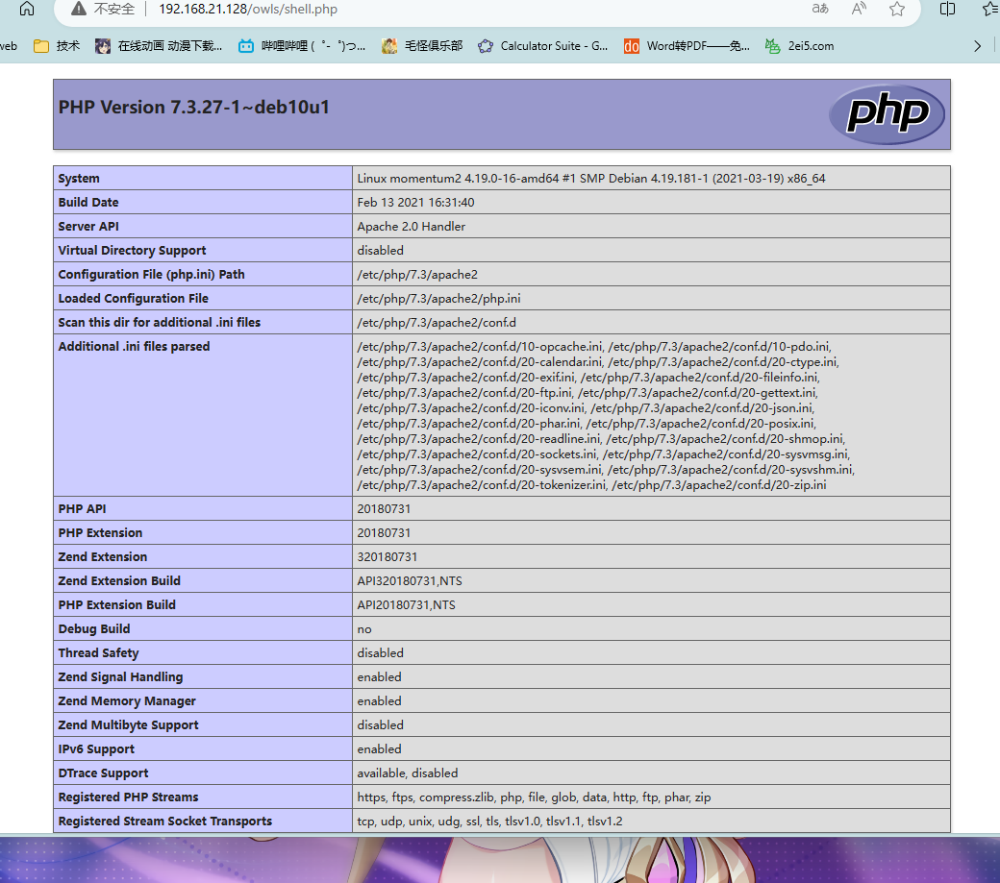 不安全 192.168.21.128/owls/shell.php aあ A
web 技术 在线动画 动漫下载... 哔哩哔哩 ( ゜- ゜)つ... 毛怪俱乐部 Calculator Suite - G... do Word转PDF——免... 2ei5.com
PHP Version 7.3.27-1~deb10u1
php
System Linux momentum2 4.19.0-16-amd64 #1 SMP Debian 4.19.181-1 (2021-03-19) x86_64
Build Date Feb 13 2021 16:31:40
Server API Apache 2.0 Handler
Virtual Directory Support disabled
Configuration File (php.ini) Path /etc/php/7.3/apache2
Loaded Configuration File /etc/php/7.3/apache2/php.ini
Scan this dir for additional .ini files /etc/php/7.3/apache2/conf.d
Additional .ini files parsed /etc/php/7.3/apache2/conf.d/10-opcache.ini, /etc/php/7.3/apache2/conf.d/10-pdo.ini,
/etc/php/7.3/apache2/conf.d/20-calendar.ini, /etc/php/7.3/apache2/conf.d/20-ctype.ini,
/etc/php/7.3/apache2/conf.d/20-exif.ini, /etc/php/7.3/apache2/conf.d/20-fileinfo.ini,
/etc/php/7.3/apache2/conf.d/20-ftp.ini, /etc/php/7.3/apache2/conf.d/20-gettext.ini,
/etc/php/7.3/apache2/conf.d/20-iconv.ini, /etc/php/7.3/apache2/conf.d/20-json.ini,
/etc/php/7.3/apache2/conf.d/20-phar.ini, /etc/php/7.3/apache2/conf.d/20-posix.ini,
/etc/php/7.3/apache2/conf.d/20-readline.ini, /etc/php/7.3/apache2/conf.d/20-shmop.ini,
/etc/php/7.3/apache2/conf.d/20-sockets.ini, /etc/php/7.3/apache2/conf.d/20-sysvmsg.ini,
/etc/php/7.3/apache2/conf.d/20-sysvsem.ini, /etc/php/7.3/apache2/conf.d/20-sysvshm.ini,
/etc/php/7.3/apache2/conf.d/20-tokenizer.ini, /etc/php/7.3/apache2/conf.d/20-zip.ini
PHP API 20180731
PHP Extension 20180731
Zend Extension 320180731
Zend Extension Build API320180731,NTS
PHP Extension Build API20180731,NTS
Debug Build no
Thread Safety disabled
Zend Signal Handling enabled
Zend Memory Manager enabled
Zend Multibyte Support disabled
IPv6 Support enabled
DTrace Support available, disabled
Registered PHP Streams https, ftps, compress.zlib, php, file, glob, data, http, ftp, phar, zip
Registered Stream Socket Transports tcp, udp, unix, udg, ssl, tls, tlsv1.0, tlsv1.1, tlsv1.2